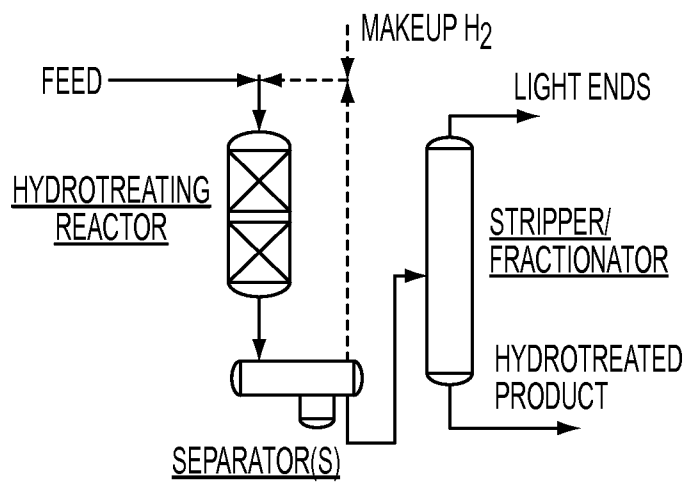 MAKEUP H2
FEED
LIGHT ENDS
HYDROTREATING
REACTOR
STRIPPER/
FRACTIONATOR
HYDROTREATED
PRODUCT
SEPARATOR(S)